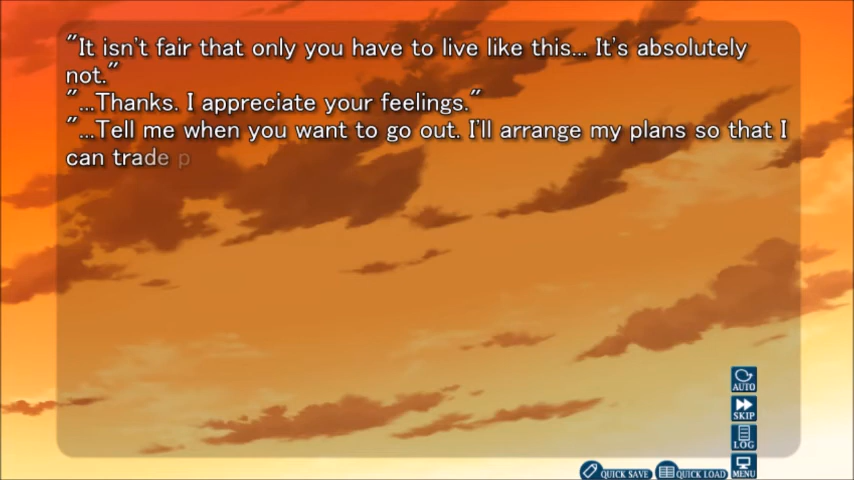 "It isn't fair that only you have to live like this... It's absolutely
not."
"...Thanks. I appreciate your feelings."
"...Tell me when you want to go out. I'll arrange my plans so that I
can trade p
AUTO
SKIP
LOG
QUICK SAVE QUICK LOAD MENU